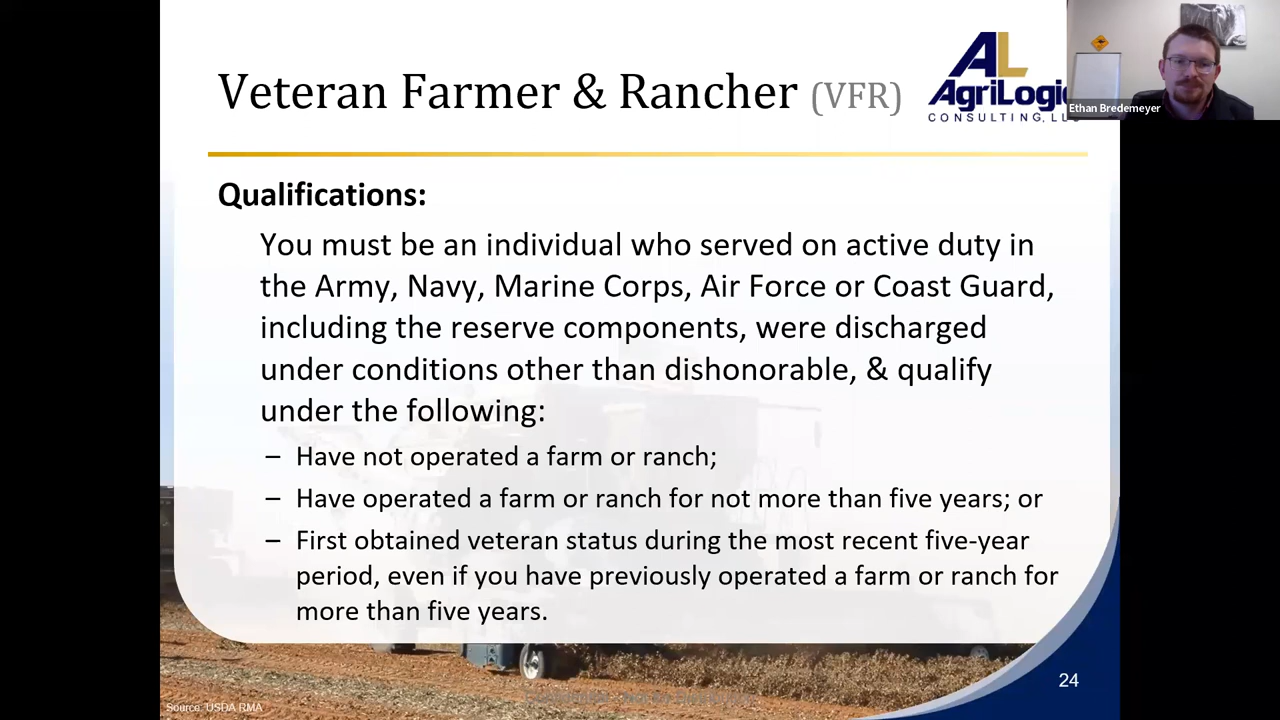 Veteran Farmer & Rancher (VFR)
AL
AgriLogic
CONSULTING, LL
Ethan Bredemeyer
Qualifications:
You must be an individual who served on active duty in
the Army, Navy, Marine Corps, Air Force or Coast Guard,
including the reserve components, were discharged
under conditions other than dishonorable, & qualify
under the following:
– Have not operated a farm or ranch;
– Have operated a farm or ranch for not more than five years; or
– First obtained veteran status during the most recent five-year
period, even if you have previously operated a farm or ranch for
more than five years.
24
Source: USDA RMA